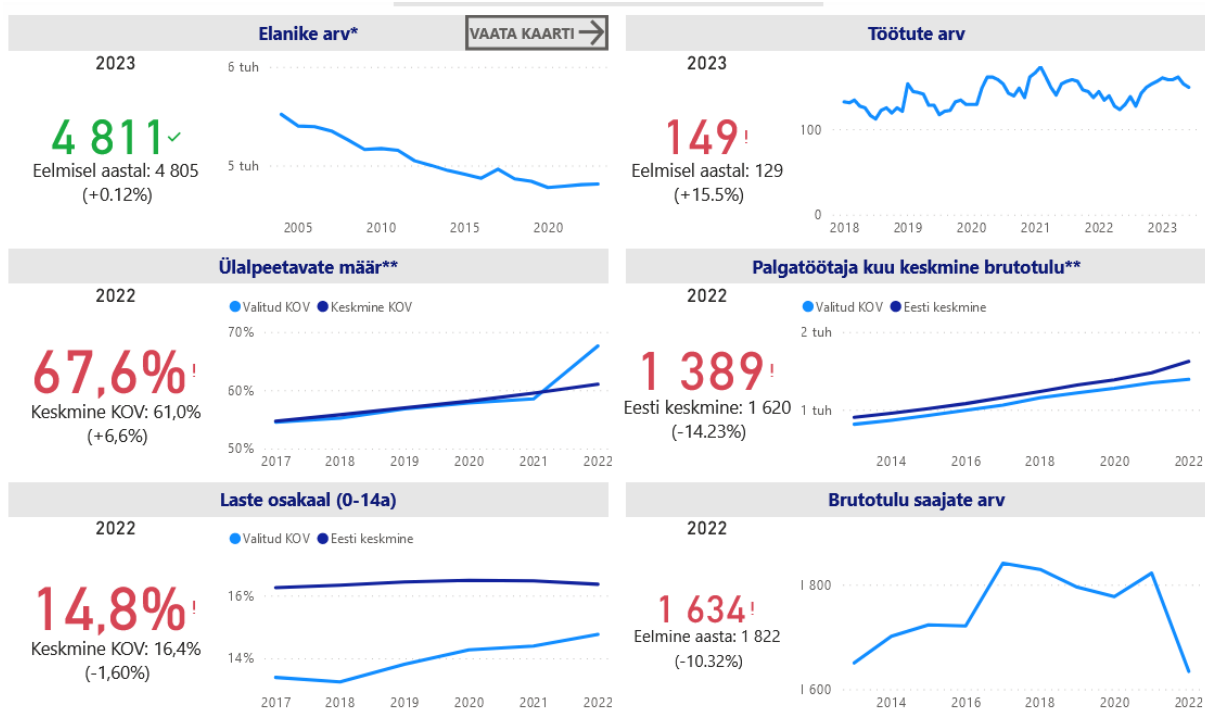 Elanike arv*
VAATA KAARTI
2023
4 811
Eelmisel aastal: 4 805
(+0.12%)
6 tuh
5 tuh
2005 2010 2015 2020
Töötute arv
2023
149!
Eelmisel aastal: 129
(+15.5%)
100
0
2018 2019 2020 2021 2022 2023
Ülalpeetavate määr**
2022
67,6%!
Keskmine KOV: 61,0%
(+6,6%)
Valitud KOV Keskmine KOV
70%
60%
50%
2017 2018 2019 2020 2021 2022
Palgatöötaja kuu keskmine brutotulu**
2022
1 389!
Eesti keskmine: 1 620
(-14.23%)
Valitud KOV Eesti keskmine
2 tuh
1 tuh
2014 2016 2018 2020 2022
Laste osakaal (0-14a)
2022
14,8%!
Keskmine KOV: 16,4%
(-1,60%)
Valitud KOV Eesti keskmine
16%
14%
2017 2018 2019 2020 2021 2022
Brutotulu saajate arv
2022
1 634!
Eelmine aasta: 1 822
(-10.32%)
1 800
1 600
2014 2016 2018 2020 2022